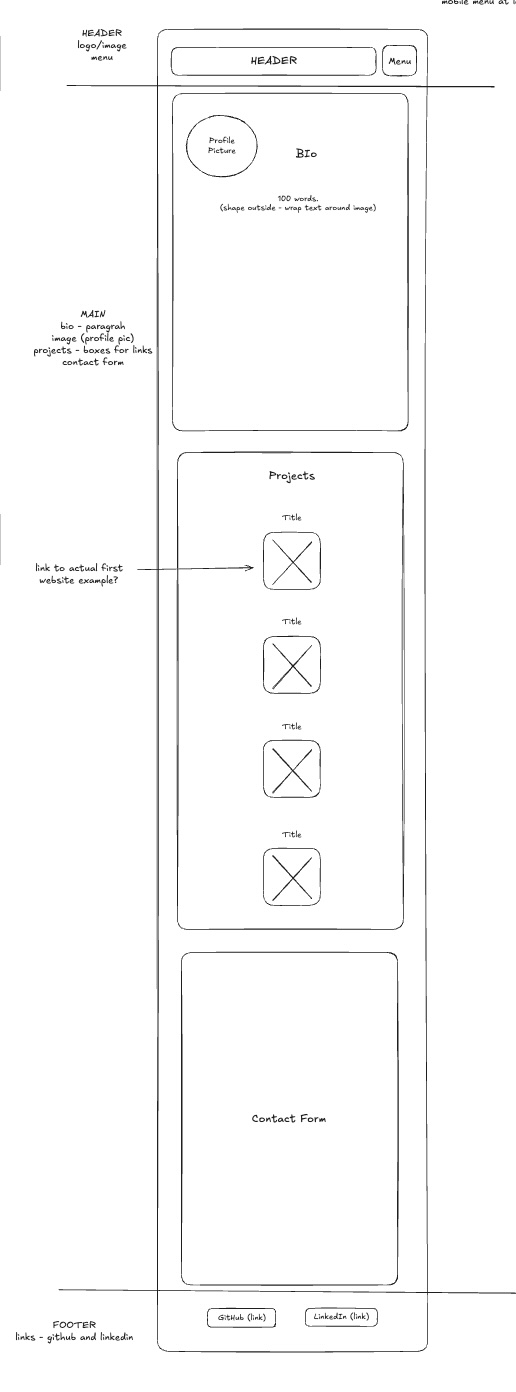 mobile menu at
HEADER
logo/image
menu
HEADER
Menu
Profile
Picture
BIo
100 words.
(shape outside - wrap text around image)
MAIN
bio - paragrah
image (profile pic)
projects - boxes for links
contact form
Projects
Title
link to actual first
website example?
Title
Title
Title
Contact Form
GitHub (link)
LinkedIn (link)
FOOTER
links - github and linkedin